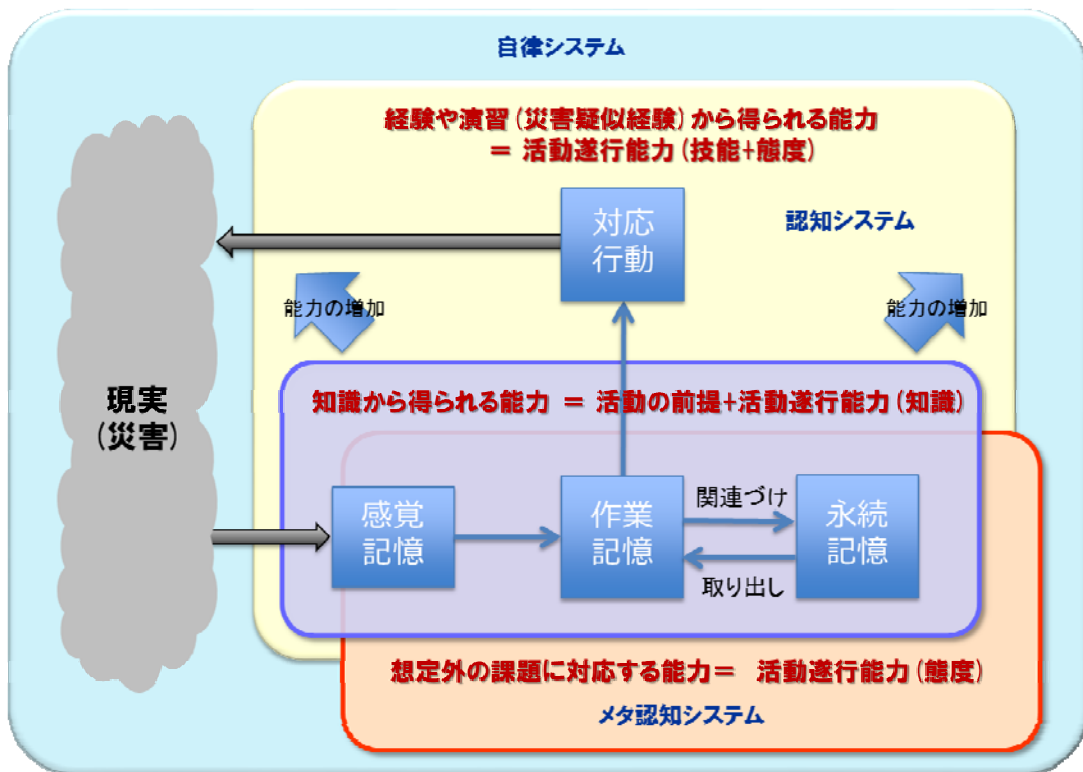 自律システム
経験や演習(災害疑似経験)から得られる能力
= 活動遂行能力(技能+態度)
対応
行動
認知システム
能力の増加
能力の増加
現実
(災害)
知識から得られる能力 = 活動の前提+活動遂行能力(知識)
感覚
記憶
作業
記憶
関連づけ
取り出し
永続
記憶
想定外の課題に対応する能力= 活動遂行能力(態度)
メタ認知システム